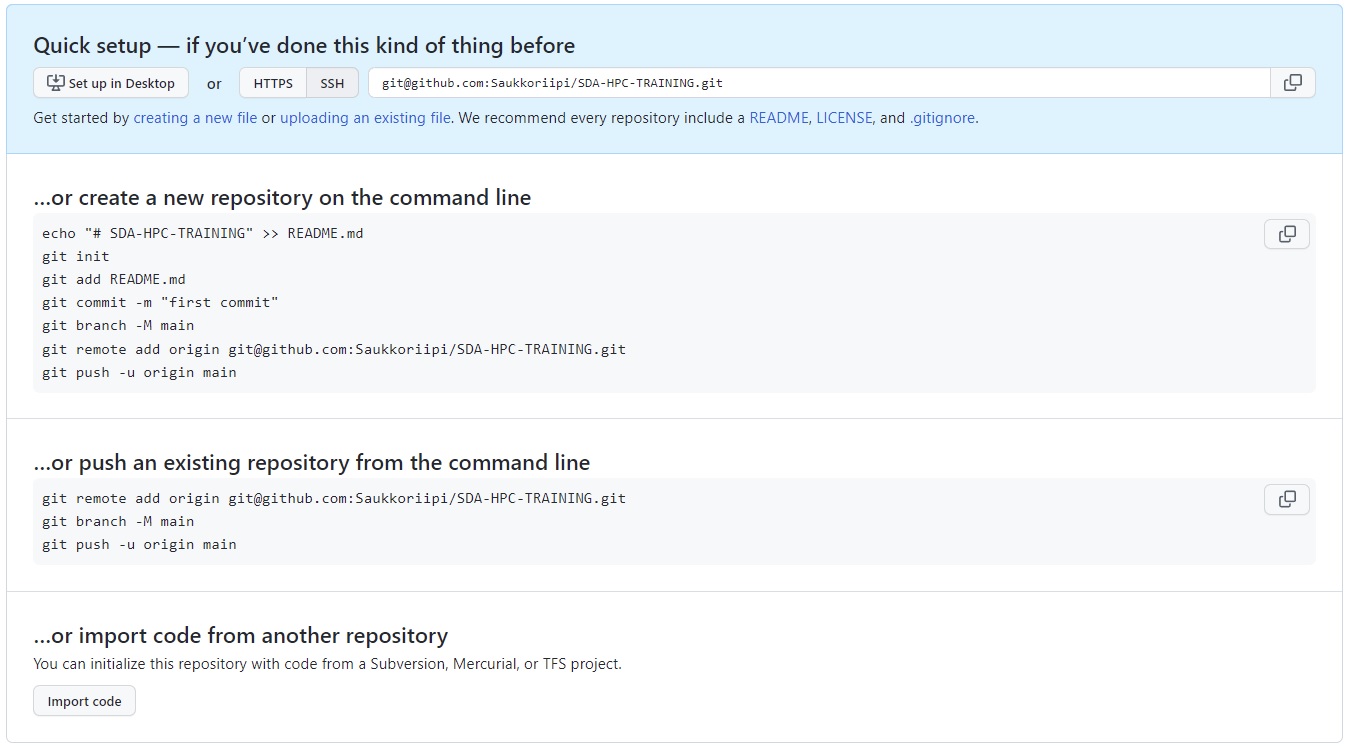 Quick setup — if you’ve done this kind of thing before
Set up in Desktop or HTTPS SSH git@github.com:Saukkoriipi/SDA-HPC-TRAINING.git
Get started by creating a new file or uploading an existing file. We recommend every repository include a README, LICENSE, and .gitignore.
…or create a new repository on the command line
echo "# SDA-HPC-TRAINING" >> README.md
git init
git add README.md
git commit -m "first commit"
git branch -M main
git remote add origin git@github.com:Saukkoriipi/SDA-HPC-TRAINING.git
git push -u origin main
…or push an existing repository from the command line
git remote add origin git@github.com:Saukkoriipi/SDA-HPC-TRAINING.git
git branch -M main
git push -u origin main
…or import code from another repository
You can initialize this repository with code from a Subversion, Mercurial, or TFS project.
Import code